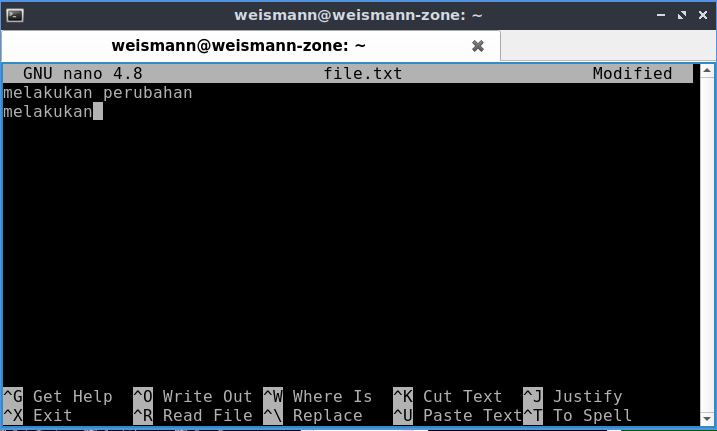 weismann@weismann-zone: ~
weismann@weismann-zone: ~
GNU nano 4.8 file.txt Modified
melakukan perubahan
melakukan
^G Get Help ^O Write Out ^W Where Is ^K Cut Text ^J Justify
^X Exit ^R Read File ^\ Replace ^U Paste Text ^T To Spell